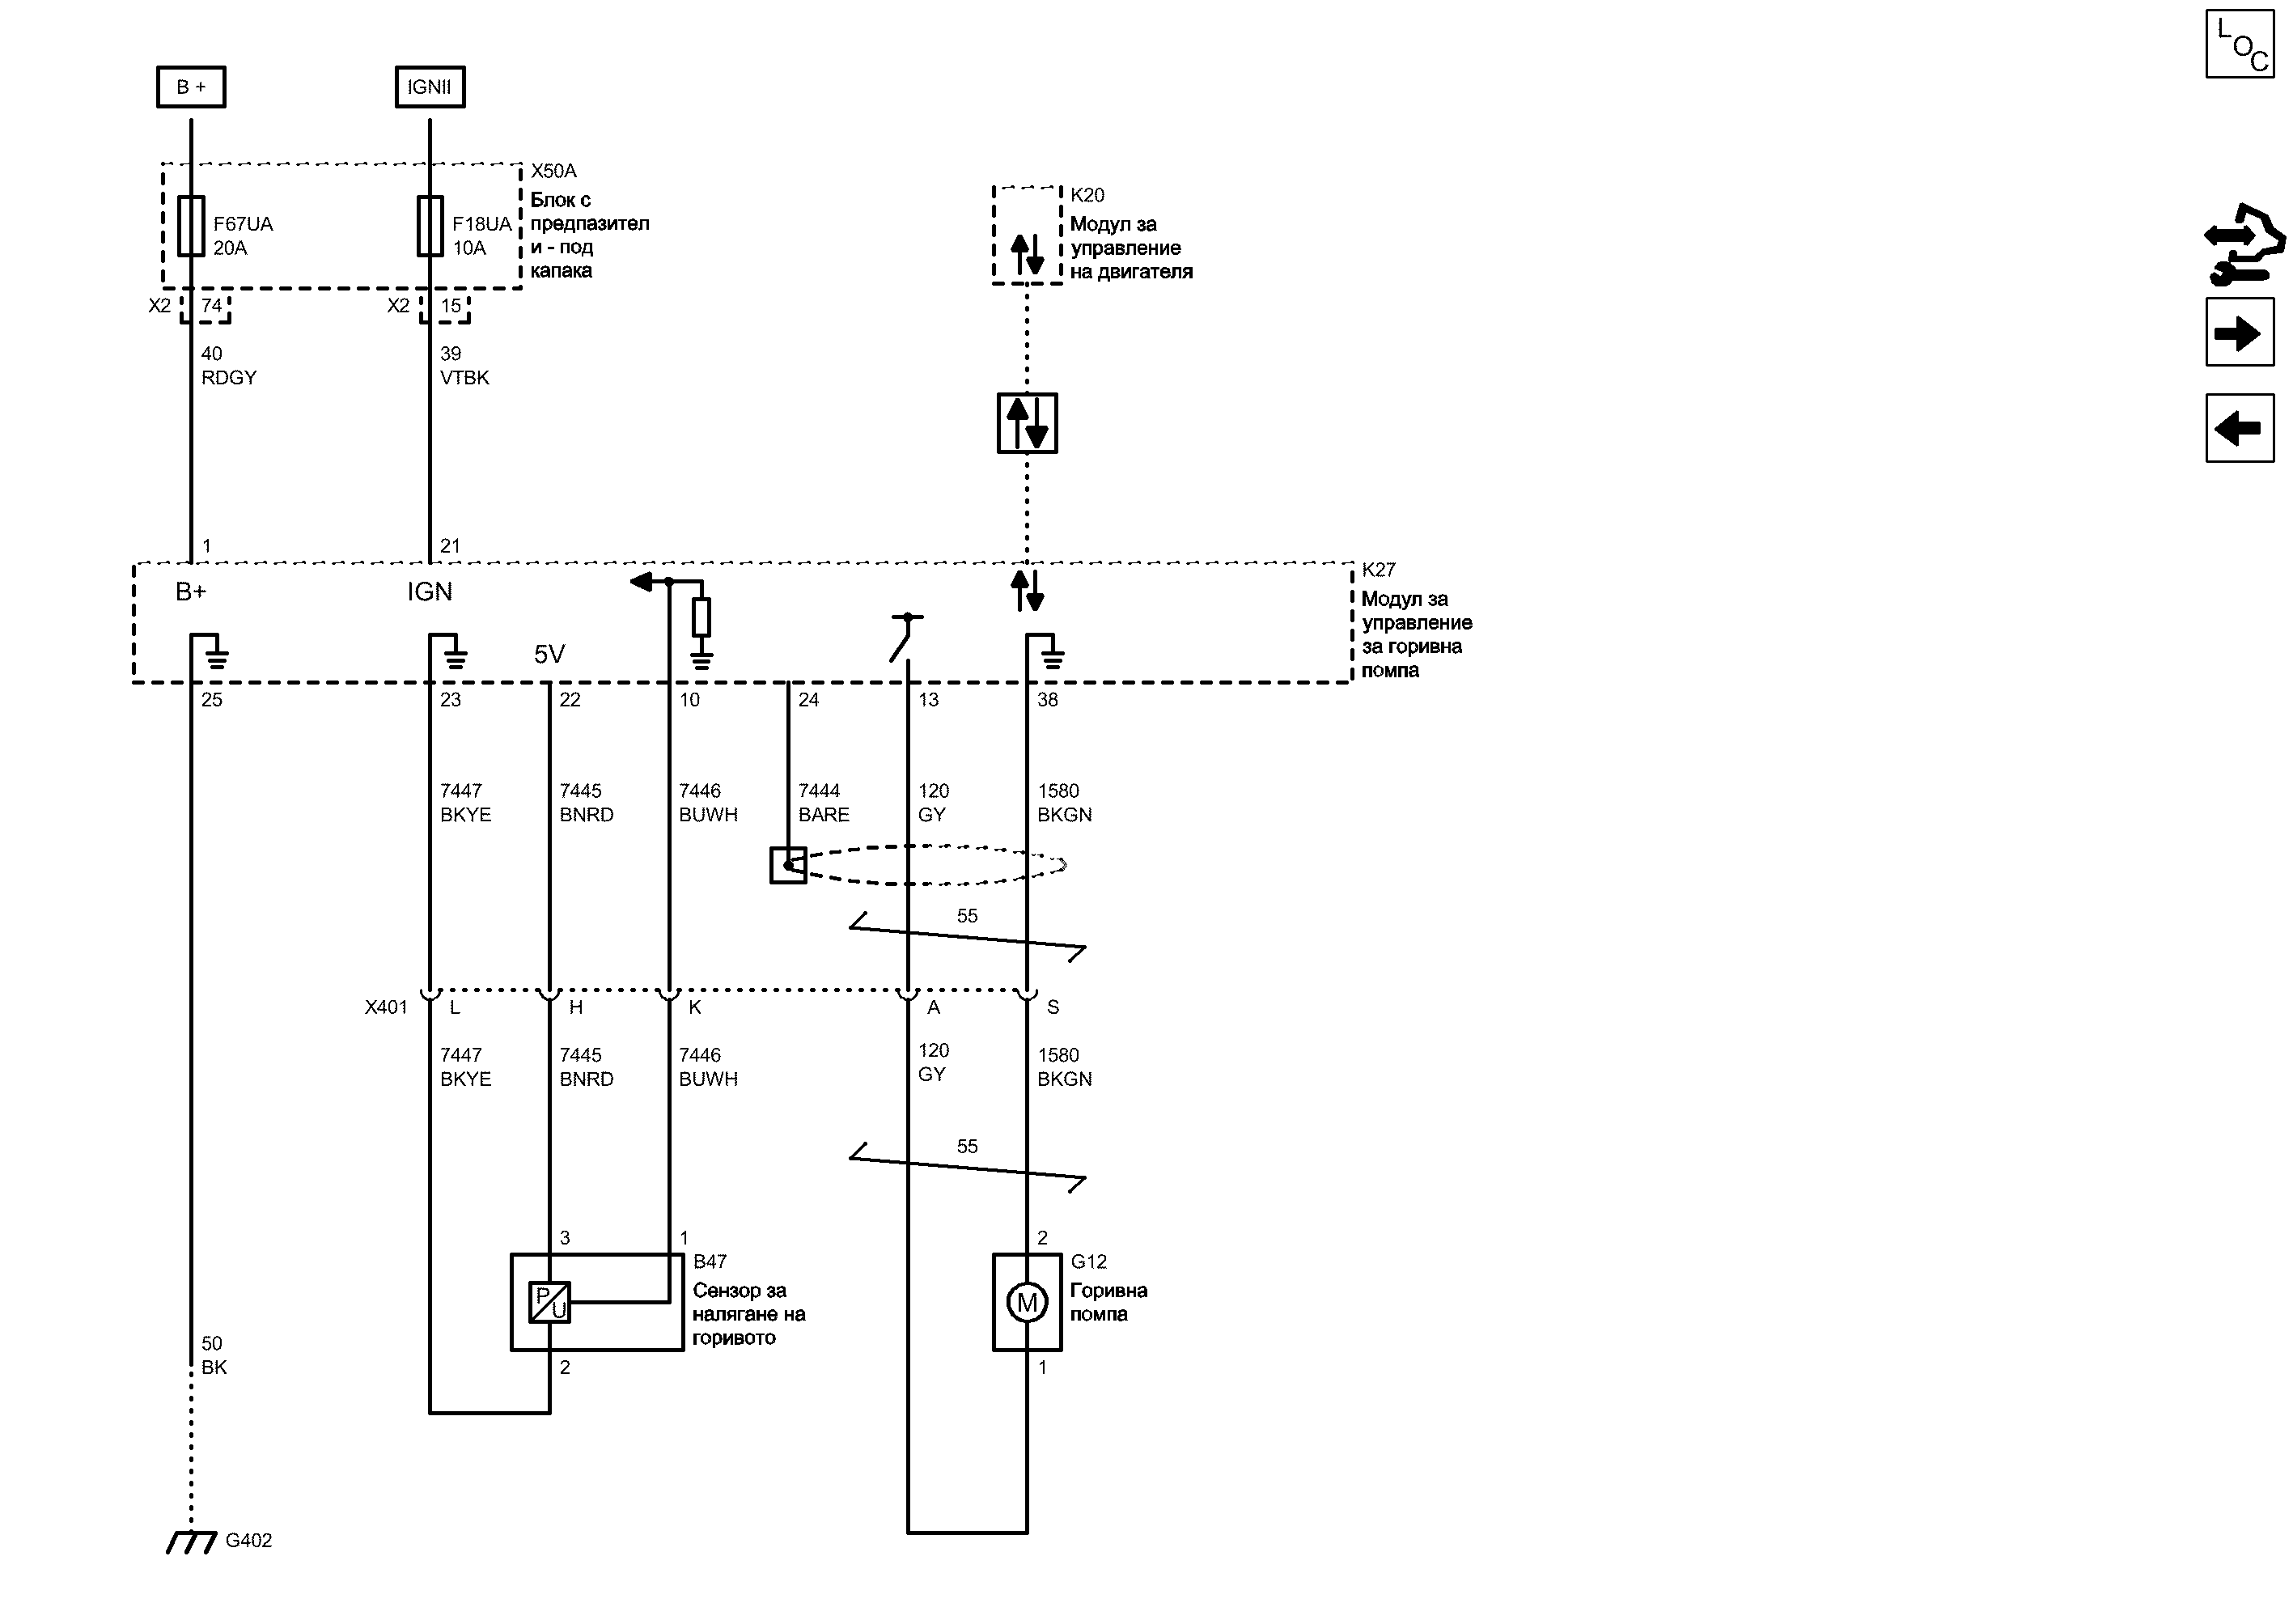 L
O
C
B +
IGNII
X50A
Блок с
предпазител
и - под
капака
F67UA
20A
F18UA
10A
K20
Модул за
управление
на двигателя
X2
74
X2
15
40
RDGY
39
VTBK
1
21
K27
Модул за
управление
за горивна
помпа
B+
IGN
5V
25
23
22
10
24
13
38
7447
BKYE
7445
BNRD
7446
BUWH
7444
BARE
120
GY
1580
BKGN
55
X401
L
H
K
A
S
7447
BKYE
7445
BNRD
7446
BUWH
120
GY
1580
BKGN
55
3
1
B47
Сензор за
налягане на
горивото
P
U
2
2
G12
Горивна
помпа
M
1
50
BK
G402